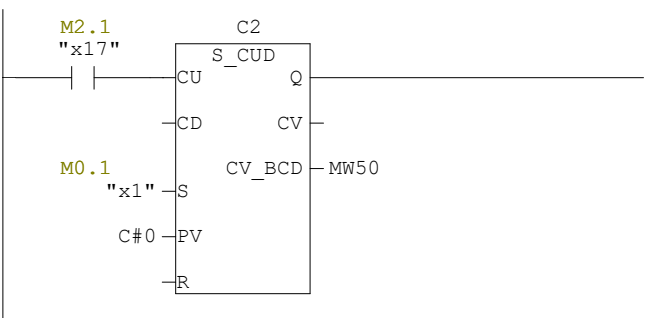 M2.1 C2
"x17" S_CUD
CU Q
CD CV
M0.1 CV_BCD MW50
"x1" S
C#0 PV
R